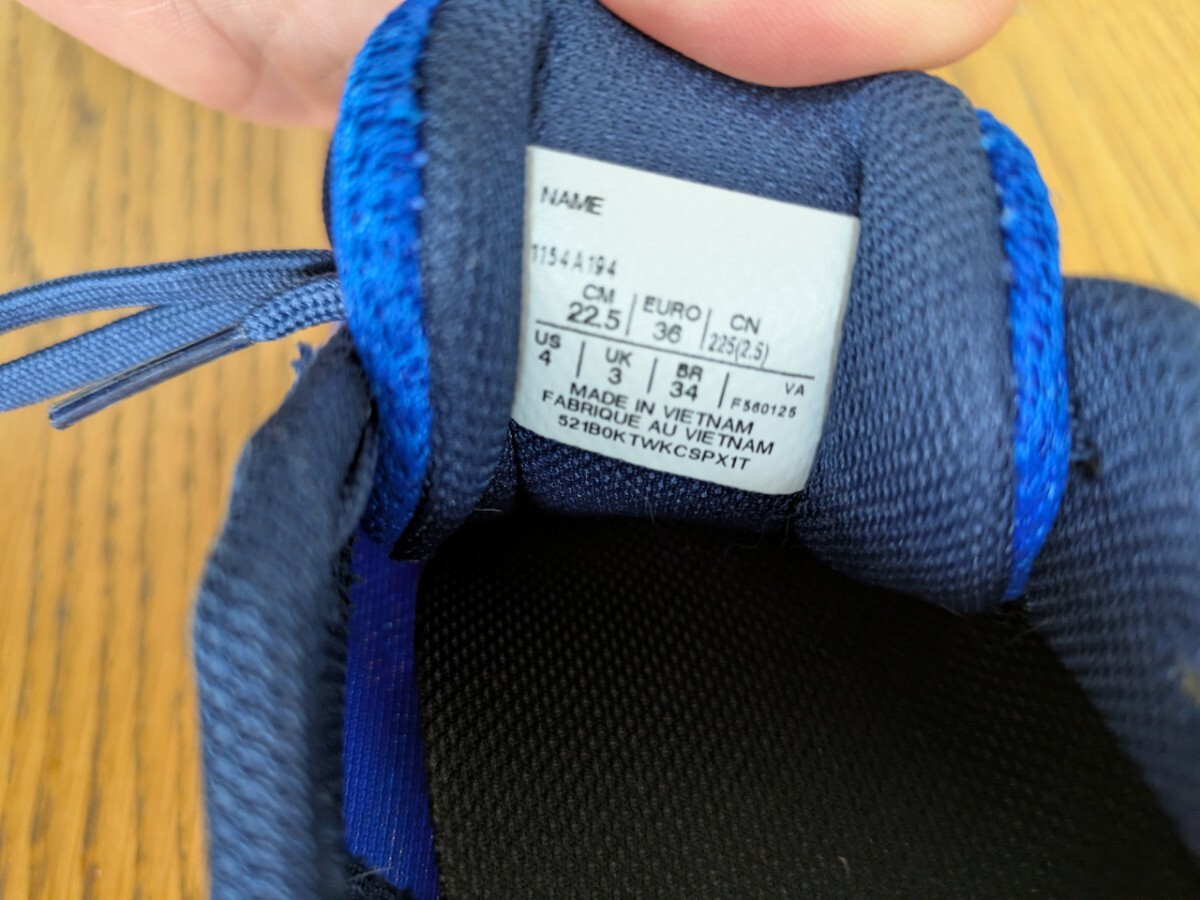 NAME
1154A194
CM EURO CN
22.5 36 225(2.5)
US UK BR VA
4 3 34 F560125
MADE IN VIETNAM
FABRIQUE AU VIETNAM
521B0KTWKCSPX1T